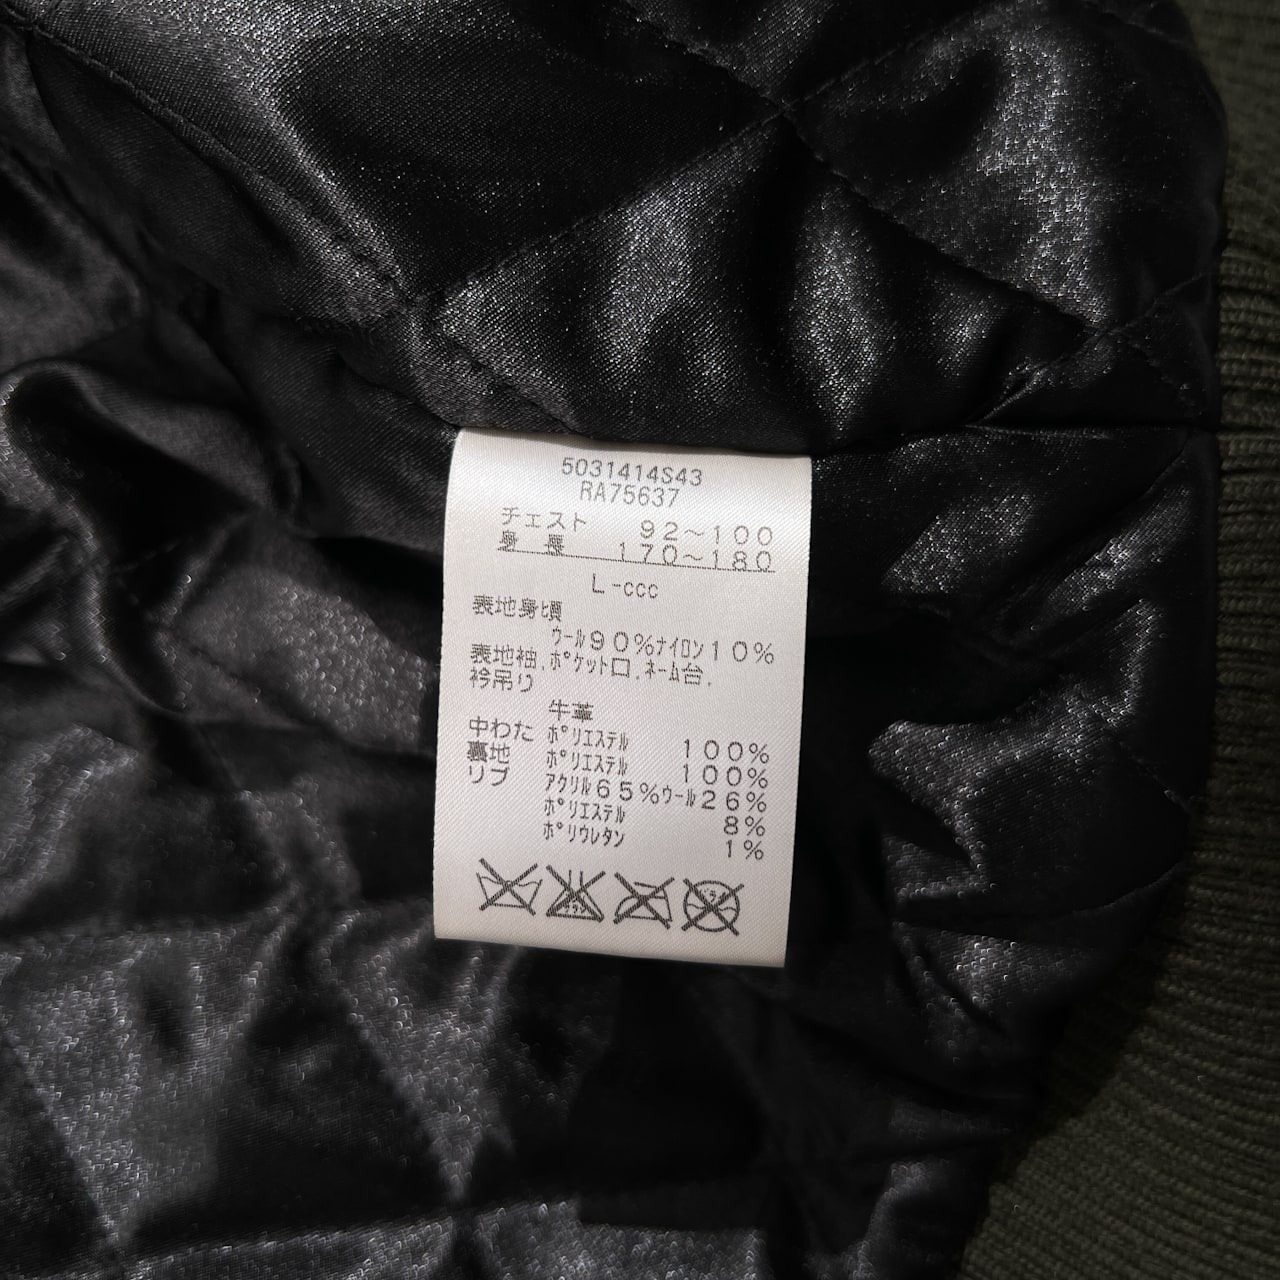 5031414S43
RA75637
チェスト 92~100
身長 170~180
L-ccc
表地身頃
ウール90%ナイロン10%
表地袖.ポケット口.ネーム台.
衿吊り
牛革
中わた ポリエステル 100%
裏地 ポリエステル 100%
リブ アクリル65%ウール26%
ポリエステル 8%
ポリウレタン 1%